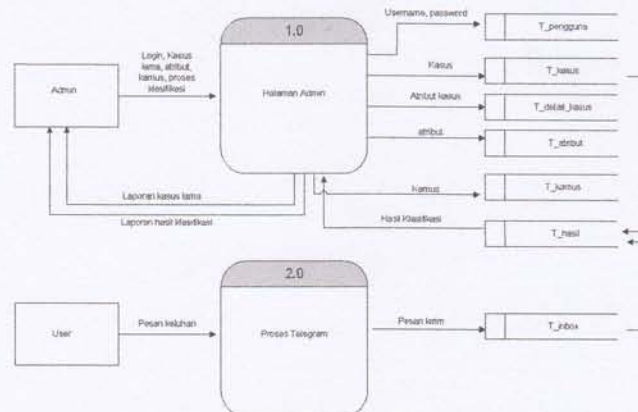 1.0
Username, password
T_pengguna
Login, Kasus
lama, atribut,
kamus, proses
klasifikasi
Admin
Halaman Admin
Kasus
T_kasus
Atribut kasus
T_detail_kasus
atribut
T_atribut
Laporan kasus lama
Kamus
T_kamus
Laporan hasil klasifikasi
Hasil Klasifikasi
T_hasil
2.0
User
Pesan keluhan
Proses Telegram
Pesan kirim
T_inbox